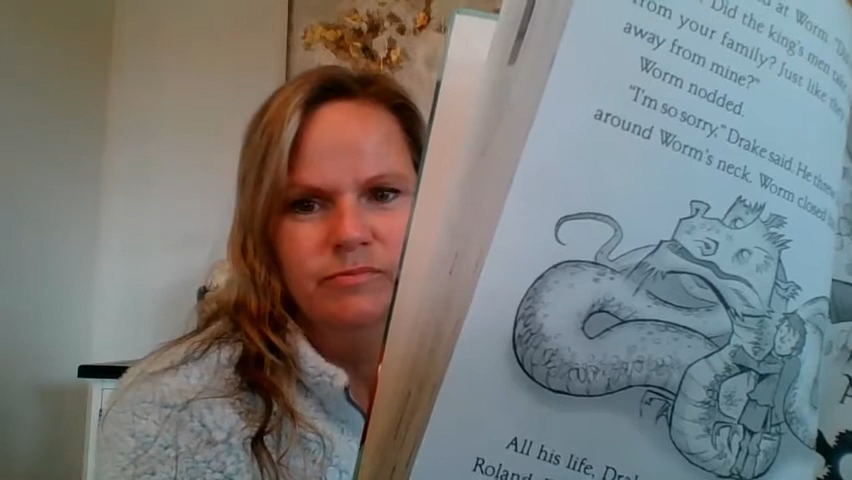 at Worm. "Did
Did the king's men take
from your family? Just like they
away from mine?"
Worm nodded.
"I'm so sorry," Drake said. He threw
around Worm's neck. Worm closed
All his life,
Roland.